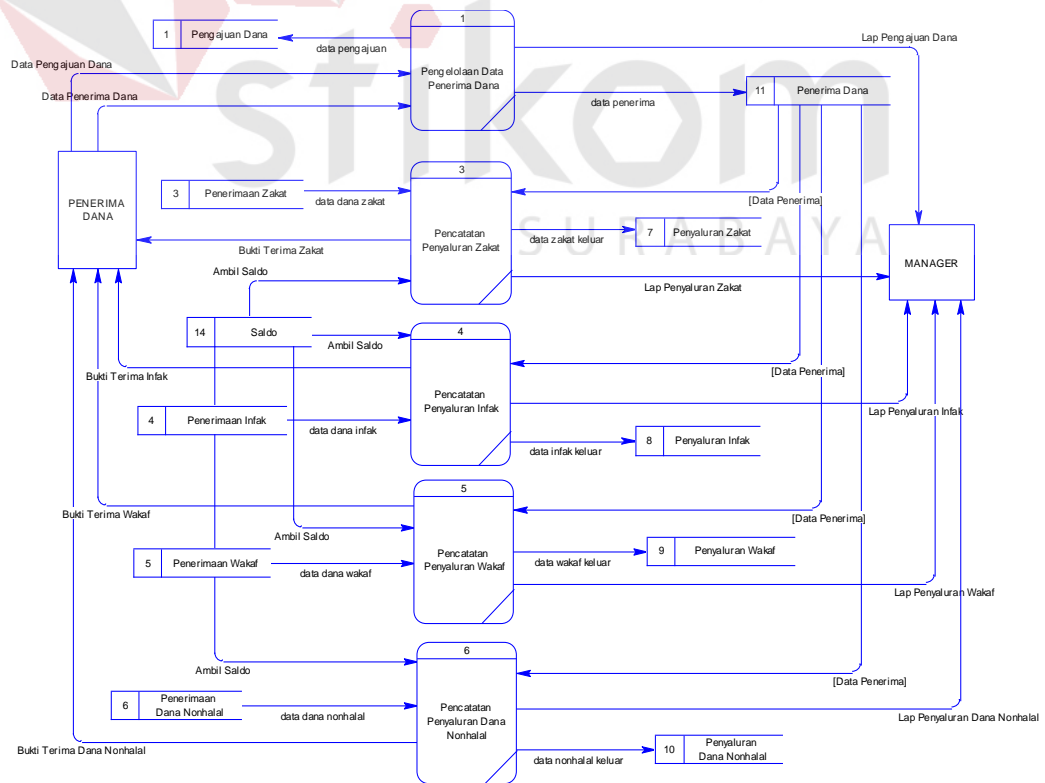 1
1 Pengajuan Dana
data pengajuan
Lap Pengajuan Dana
Data Pengajuan Dana
Pengelolaan Data
Penerima Dana
Data Penerima Dana
data penerima
11 Penerima Dana
stikom
SURABAYA
PENERIMA
DANA
3
3 Penerimaan Zakat
data dana zakat
[Data Penerima]
Pencatatan
Penyaluran Zakat
data zakat keluar
7 Penyaluran Zakat
Bukti Terima Zakat
MANAGER
Ambil Saldo
Lap Penyaluran Zakat
14 Saldo
Ambil Saldo
4
Bukti Terima Infak
[Data Penerima]
Pencatatan
Penyaluran Infak
Lap Penyaluran Infak
4 Penerimaan Infak
data dana infak
data infak keluar
8 Penyaluran Infak
5
Bukti Terima Wakaf
[Data Penerima]
Ambil Saldo
Pencatatan
Penyaluran Wakaf
5 Penerimaan Wakaf
data dana wakaf
data wakaf keluar
9 Penyaluran Wakaf
Lap Penyaluran Wakaf
6
Ambil Saldo
[Data Penerima]
6 Penerimaan
Dana Nonhalal
data dana nonhalal
Pencatatan
Penyaluran Dana
Nonhalal
Lap Penyaluran Dana Nonhalal
Bukti Terima Dana Nonhalal
data nonhalal keluar
10 Penyaluran
Dana Nonhalal